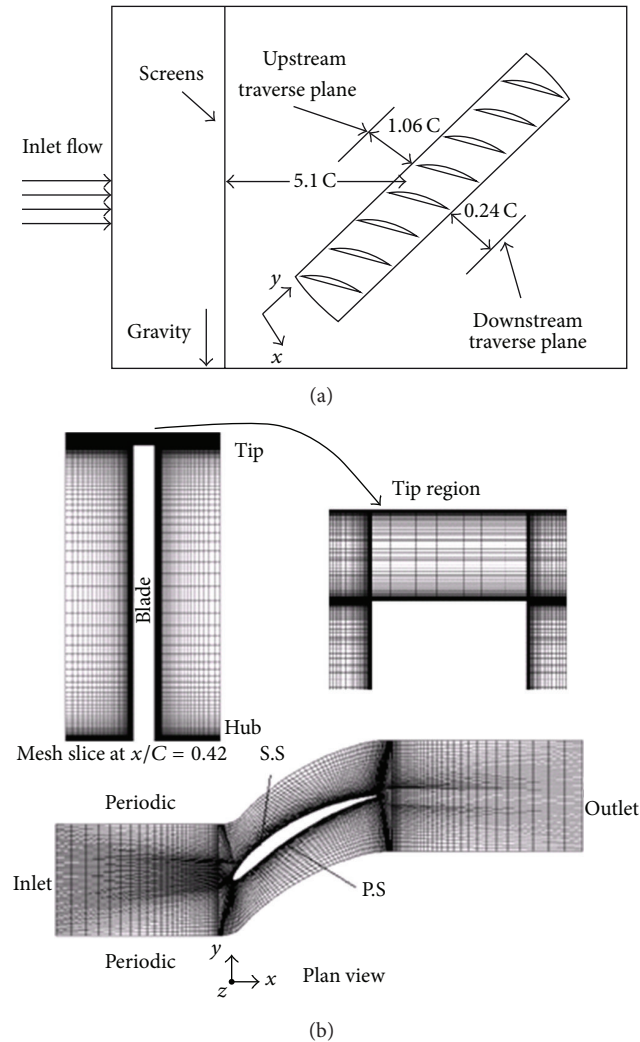 Screens
Upstream
traverse plane
Inlet flow
1.06 C
5.1 C
0.24 C
y
x
Gravity
Downstream
traverse plane
(a)
Tip
Tip region
Blade
Hub
Mesh slice at x/C = 0.42
S.S
Periodic
Outlet
Inlet
P.S
Periodic
y
x
z
Plan view
(b)